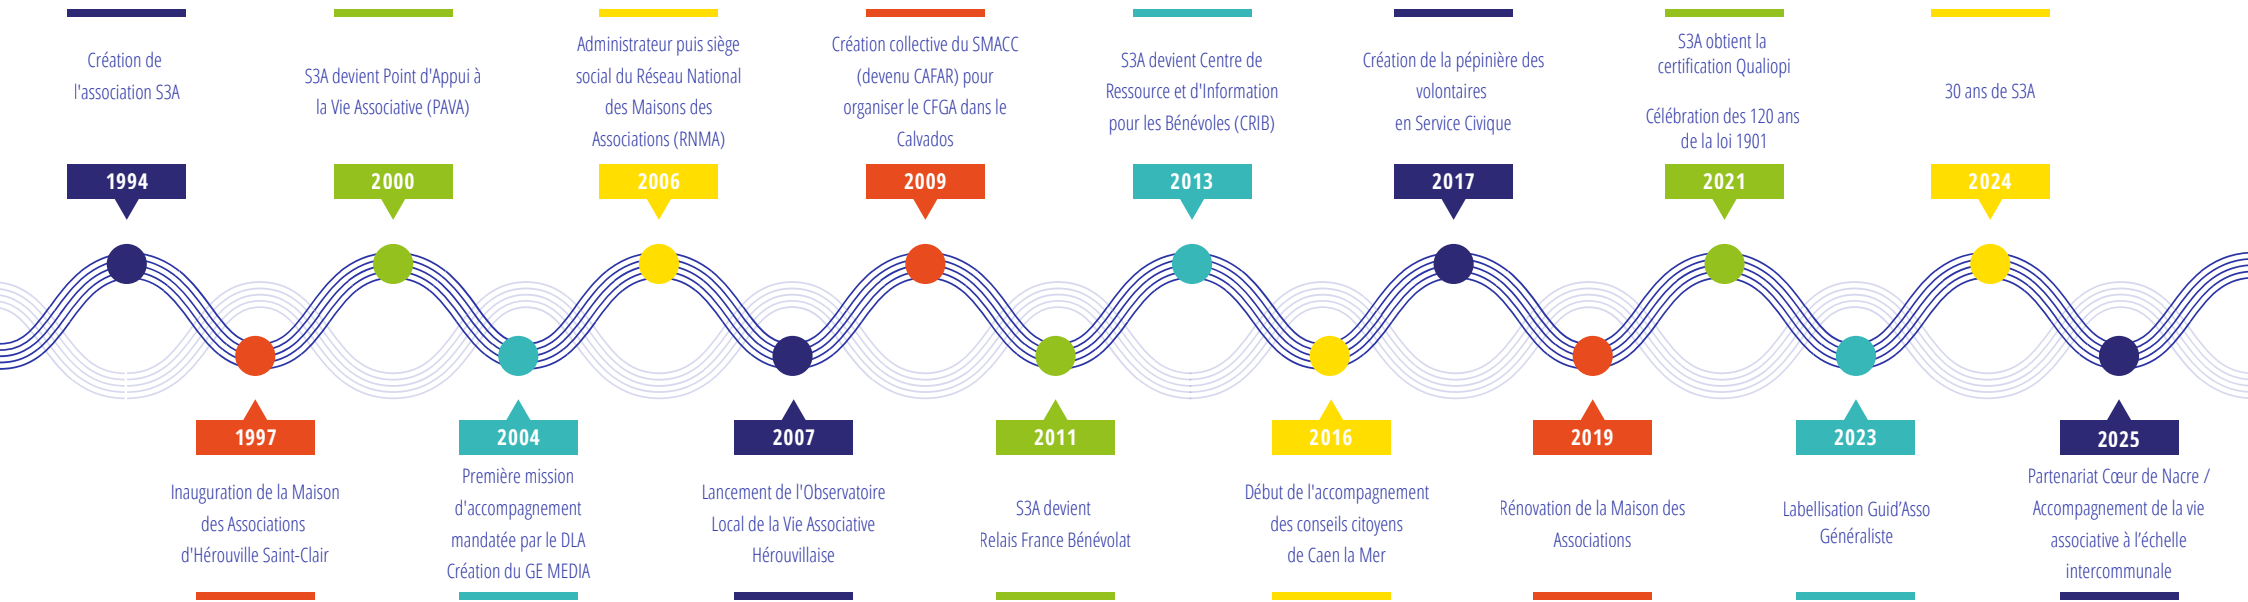 Création de
l'association S3A
1994
Inauguration de la Maison
des Associations
d'Hérouville Saint-Clair
1997
S3A devient Point d'Appui à
la Vie Associative (PAVA)
2000
2004
Première mission
d'accompagnement
mandatée par le DLA
Création du GE MEDIA
Administrateur puis siège
social du Réseau National
des Maisons des
Associations (RNMA)
2006
2007
Lancement de l'Observatoire
Local de la Vie Associative
Hérouvillaise
Création collective du SMACC
(devenu CAFAR) pour
organiser le CFGA dans le
Calvados
2009
2011
S3A devient
Relais France Bénévolat
S3A devient Centre de
Ressource et d'Information
pour les Bénévoles (CRIB)
2013
2016
Début de l'accompagnement
des conseils citoyens
de Caen la Mer
Création de la pépinière des
volontaires
en Service Civique
2017
2019
Rénovation de la Maison des
Associations
S3A obtient la
certification Qualiopi
Célébration des 120 ans
de la loi 1901
2021
2023
Labellisation Guid’Asso
Généraliste
30 ans de S3A
2024
2025
Partenariat Cœur de Nacre /
Accompagnement de la vie
associative à l’échelle
intercommunale